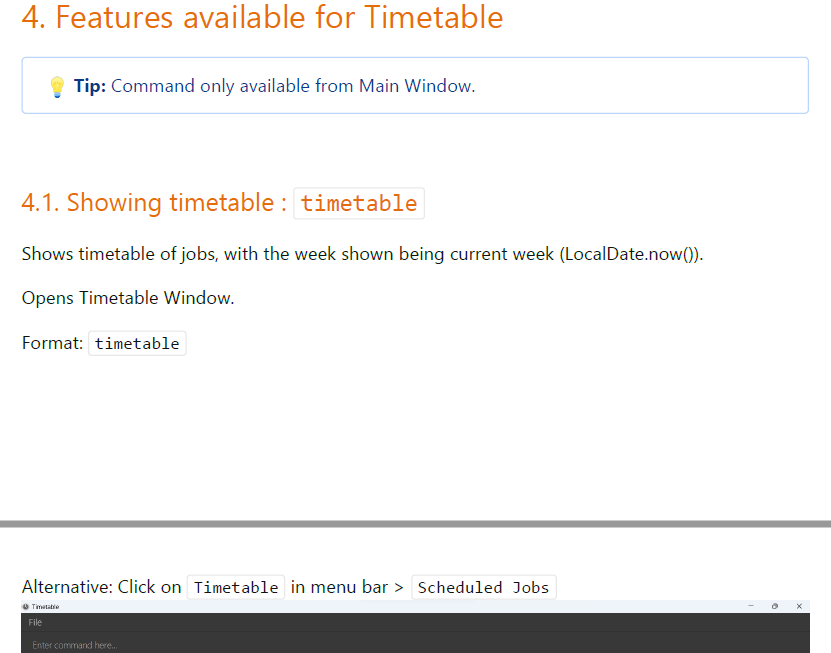 4. Features available for Timetable
Tip: Command only available from Main Window.
4.1. Showing timetable : timetable
Shows timetable of jobs, with the week shown being current week (LocalDate.now()).
Opens Timetable Window.
Format: timetable
Alternative: Click on Timetable in menu bar > Scheduled Jobs
Timetable
File
Enter command here...